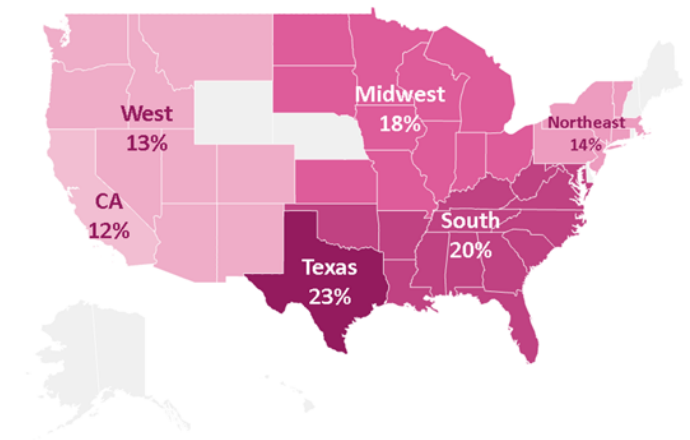 Midwest
18%
West
13%
Northeast
14%
CA
12%
South
20%
Texas
23%